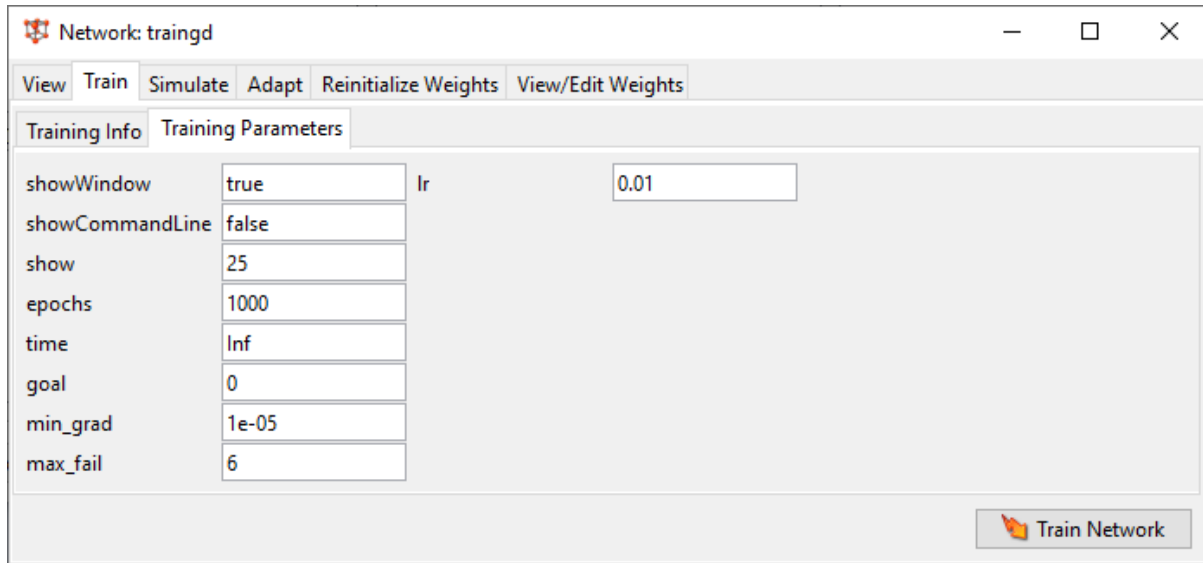 Network: traingd
View Train Simulate Adapt Reinitialize Weights View/Edit Weights
Training Info Training Parameters
showWindow true lr 0.01
showCommandLine false
show 25
epochs 1000
time Inf
goal 0
min_grad 1e-05
max_fail 6
Train Network